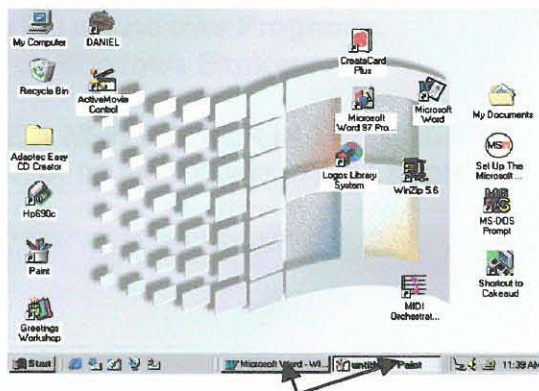 My Computer
DANIEL
Recycle Bin
ActiveMovie
Control
Adaptec Easy
CD Creator
Hp690c
Paint
Greetings
Workshop
CreateCard
Plus
Microsoft
Word 97 Pro...
Microsoft
Word
Logos Library
System
WinZip 5.6
MIDI
Orchestrat...
My Documents
MSN
Set Up The
Microsoft ...
MS-DOS
Prompt
Shortcut to
Cakeaud
Start
Microsoft Word - Wi...
Paint
11:39 AM